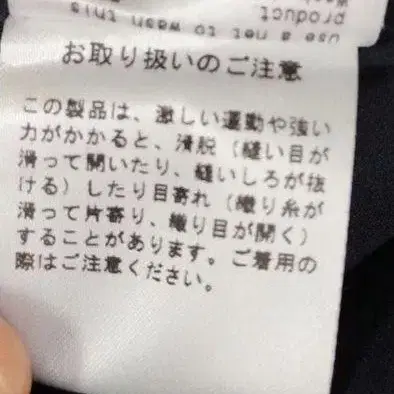 use a net to wash this
product
お取り扱いのご注意
この製品は、激しい運動や強い
力がかかると、滑脱（縫い目が
滑って開いたり、縫いしろが抜
ける）したり目寄れ（織り糸が
滑って片寄り、織り目が開く）
することがあります。ご着用の
際はご注意ください。